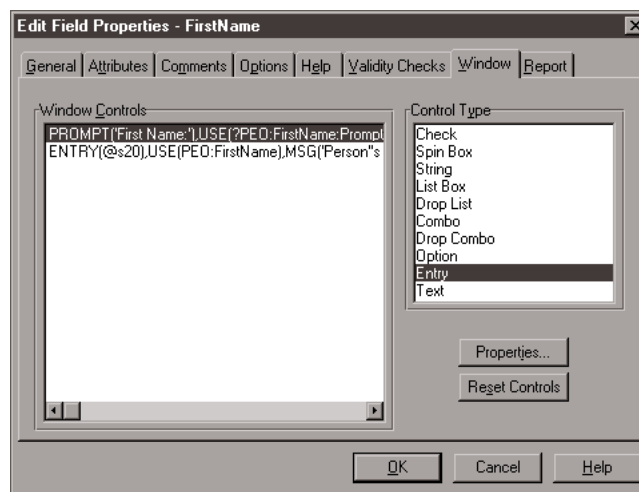 Edit Field Properties - FirstName
General Attributes Comments Options Help Validity Checks Window Report
Window Controls
PROMPT('First Name:'),USE(?PEO:FirstName:Prompt
ENTRY(@s20),USE(PEO:FirstName),MSG('Person''s
Control Type
Check
Spin Box
String
List Box
Drop List
Combo
Drop Combo
Option
Entry
Text
Properties...
Reset Controls
OK Cancel Help